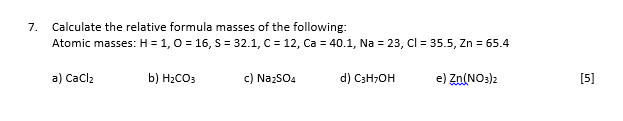 7. Calculate the relative formula masses of the following:
Atomic masses: H = 1, O = 16, S = 32.1, C = 12, Ca = 40.1, Na = 23, Cl = 35.5, Zn = 65.4
a) CaCl₂ b) H₂CO₃ c) Na₂SO₄ d) C₃H₇OH e) Zn(NO₃)₂ [5]